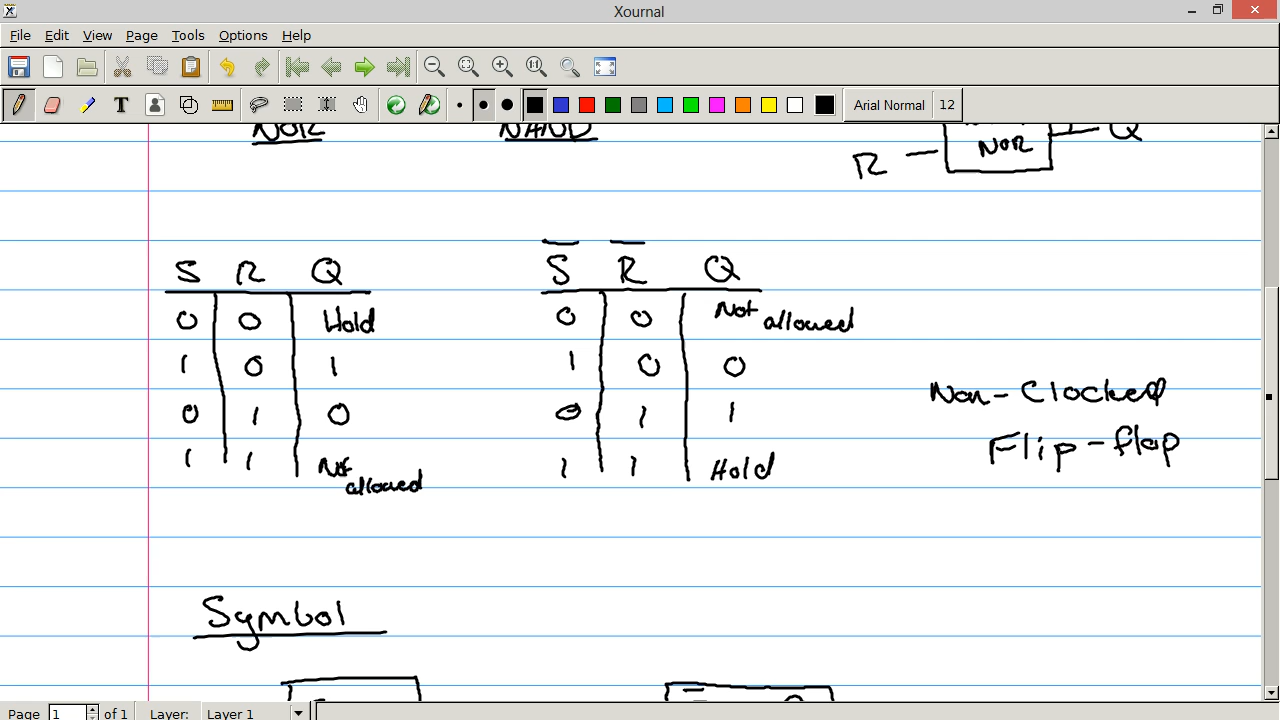 Xournal
File Edit View Page Tools Options Help
T Arial Normal 12
NOR NAND
R NOR Q
S R Q
0 0 Hold
1 0 1
0 1 0
1 1 Not allowed
S̅ R̅ Q
0 0 Not allowed
1 0 0
0 1 1
1 1 Hold
Non-Clocked
Flip-flop
Symbol
Page 1 of 1 Layer: Layer 1